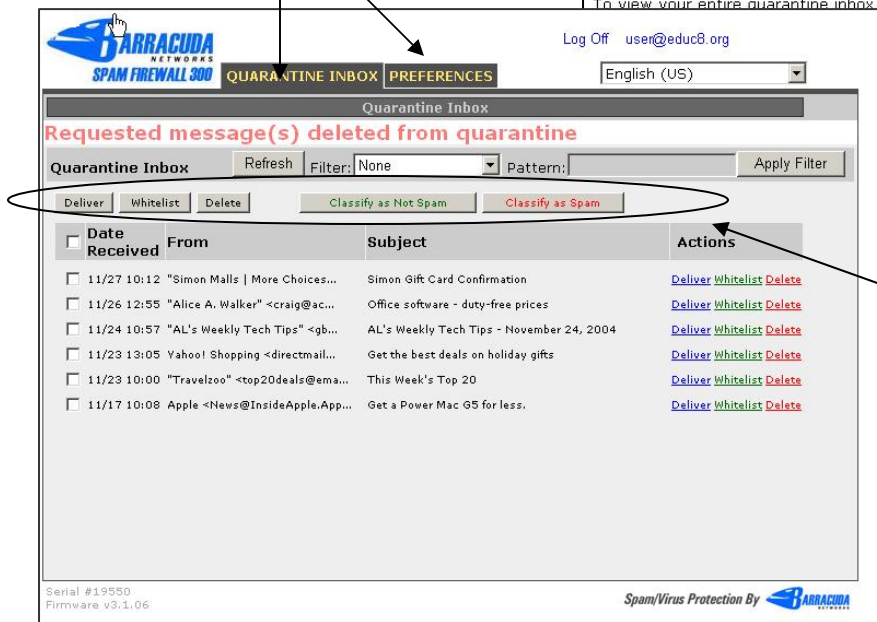 To view your entire quarantine inbox
BARRACUDA
NETWORKS
SPAM FIREWALL 300
Log Off user@educ8.org
QUARANTINE INBOX PREFERENCES
English (US)
Quarantine Inbox
Requested message(s) deleted from quarantine
Quarantine Inbox Refresh Filter: None Pattern: Apply Filter
Deliver Whitelist Delete Classify as Not Spam Classify as Spam
Date Received From Subject Actions
11/27 10:12 "Simon Malls | More Choices... Simon Gift Card Confirmation Deliver Whitelist Delete
11/26 12:55 "Alice A. Walker" <craig@ac... Office software - duty-free prices Deliver Whitelist Delete
11/24 10:57 "AL's Weekly Tech Tips" <gb... AL's Weekly Tech Tips - November 24, 2004 Deliver Whitelist Delete
11/23 13:05 Yahoo! Shopping <directmail... Get the best deals on holiday gifts Deliver Whitelist Delete
11/23 10:00 "Travelzoo" <top20deals@ema... This Week's Top 20 Deliver Whitelist Delete
11/17 10:08 Apple <News@InsideApple.App... Get a Power Mac G5 for less. Deliver Whitelist Delete
Serial #19550
Firmware v3.1.06
Spam/Virus Protection By BARRACUDA
NETWORKS